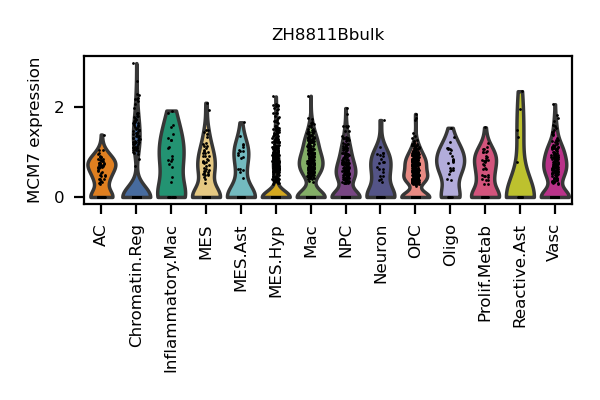 ZH8811Bbulk
MCM7 expression
2
0
AC
Chromatin.Reg
Inflammatory.Mac
MES
MES.Ast
MES.Hyp
Mac
NPC
Neuron
OPC
Oligo
Prolif.Metab
Reactive.Ast
Vasc